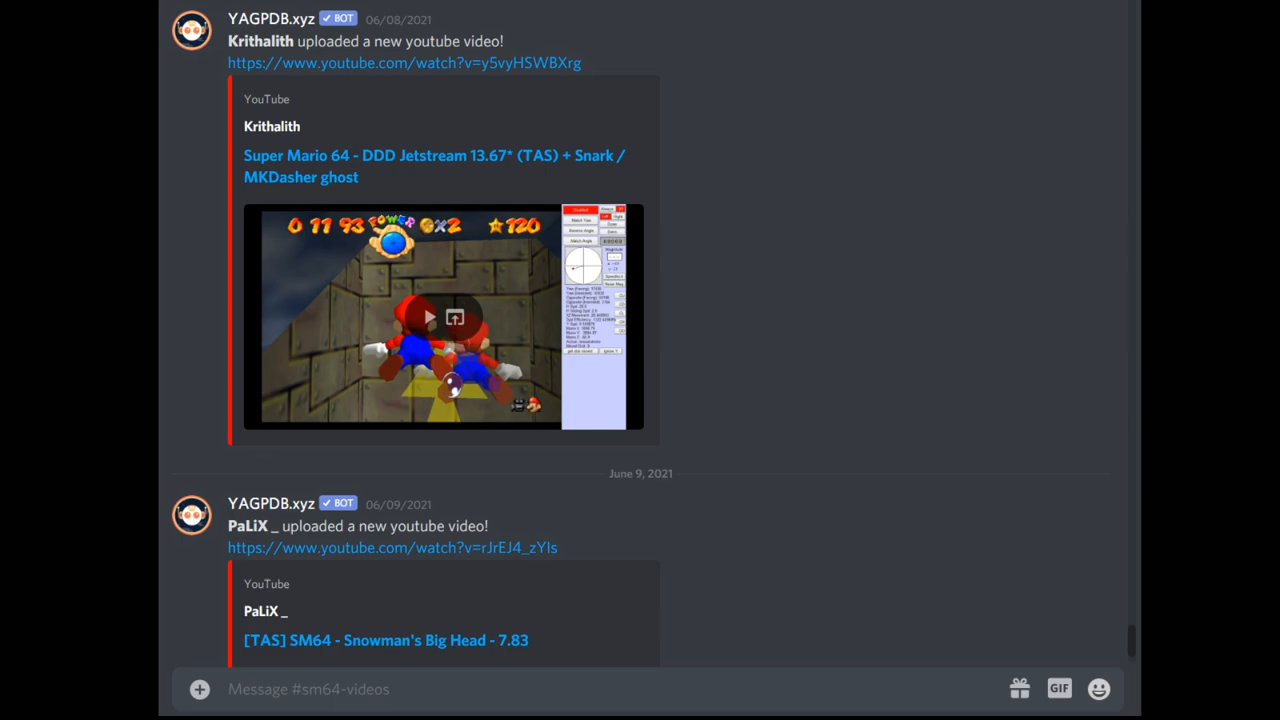 YAGPDB.xyz ✓ BOT 06/08/2021
Krithalith uploaded a new youtube video!
https://www.youtube.com/watch?v=y5vyHSWBXrg
YouTube
Krithalith
Super Mario 64 - DDD Jetstream 13.67* (TAS) + Snark /
MKDasher ghost
0 11 93 POWER ×2 ★120
June 9, 2021
YAGPDB.xyz ✓ BOT 06/09/2021
PaLiX _ uploaded a new youtube video!
https://www.youtube.com/watch?v=rJrEJ4_zYIs
YouTube
PaLiX _
[TAS] SM64 - Snowman's Big Head - 7.83
Message #sm64-videos
GIF